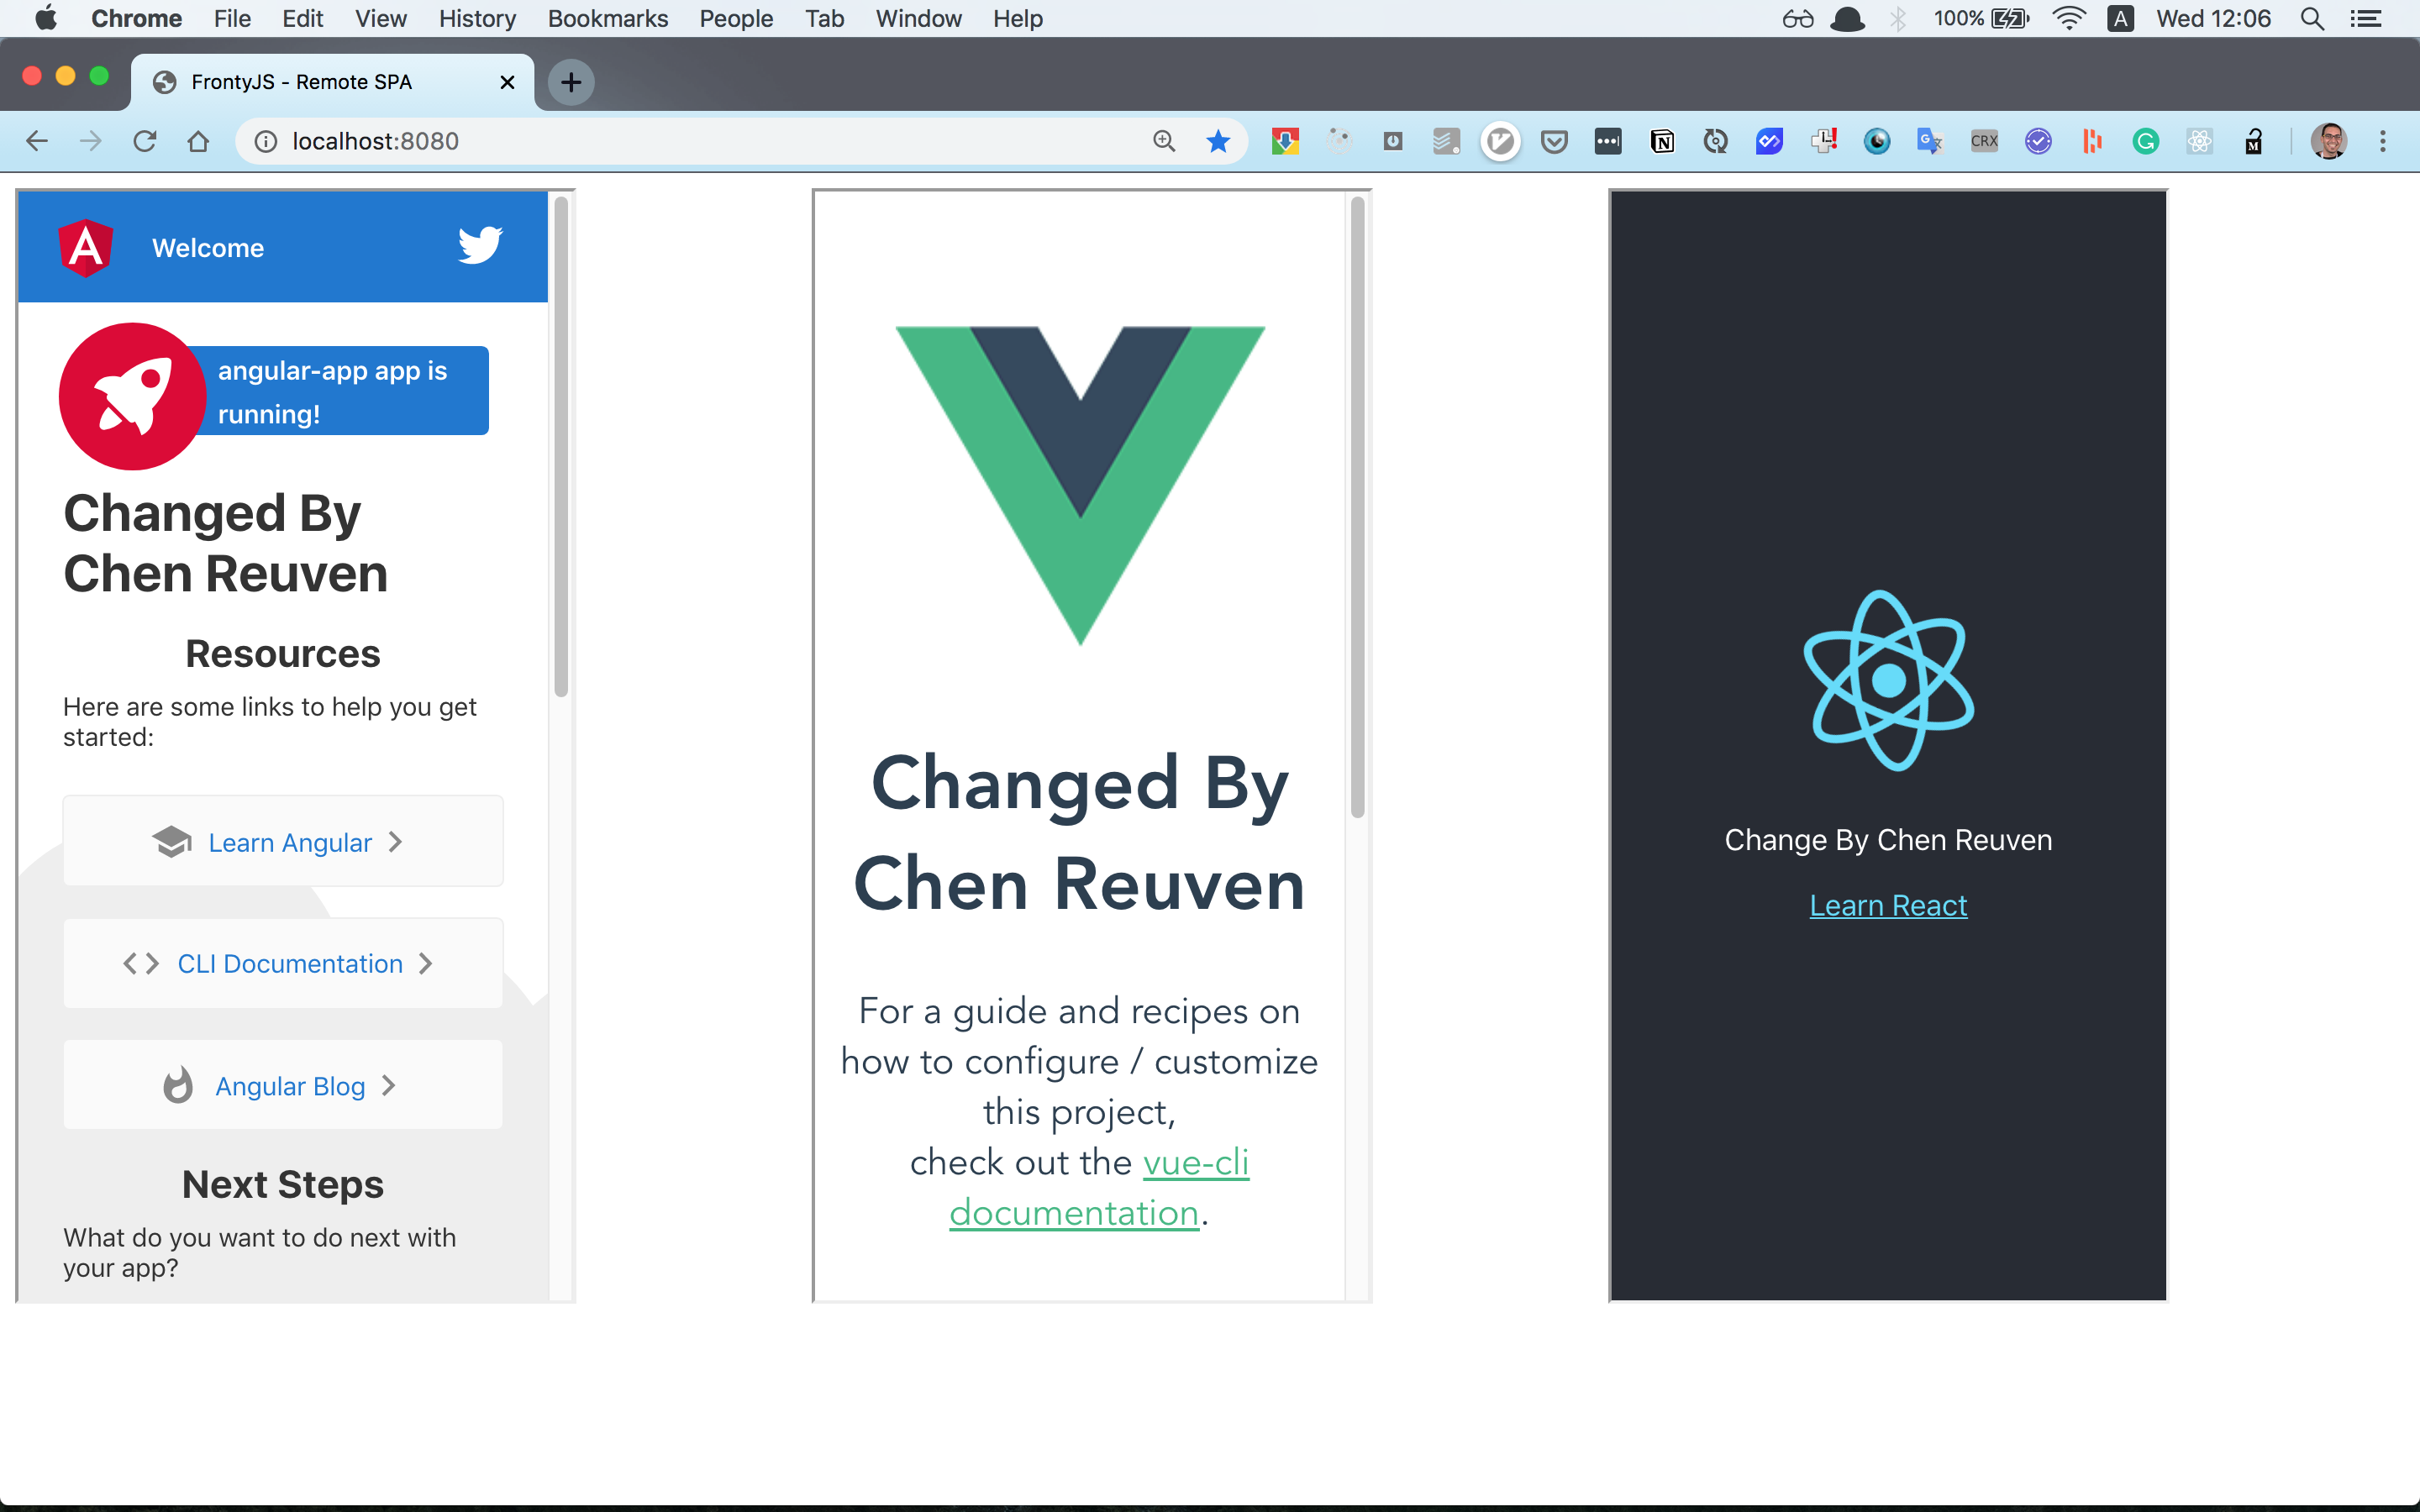 Chrome File Edit View History Bookmarks People Tab Window Help 100% A Wed 12:06
FrontyJS - Remote SPA
localhost:8080 CRX
Welcome
angular-app app is
running!
Changed By
Chen Reuven
Resources
Here are some links to help you get
started:
Learn Angular
CLI Documentation
Angular Blog
Next Steps
What do you want to do next with
your app?
Changed By
Chen Reuven
For a guide and recipes on
how to configure / customize
this project,
check out the vue-cli
documentation.
Change By Chen Reuven
Learn React